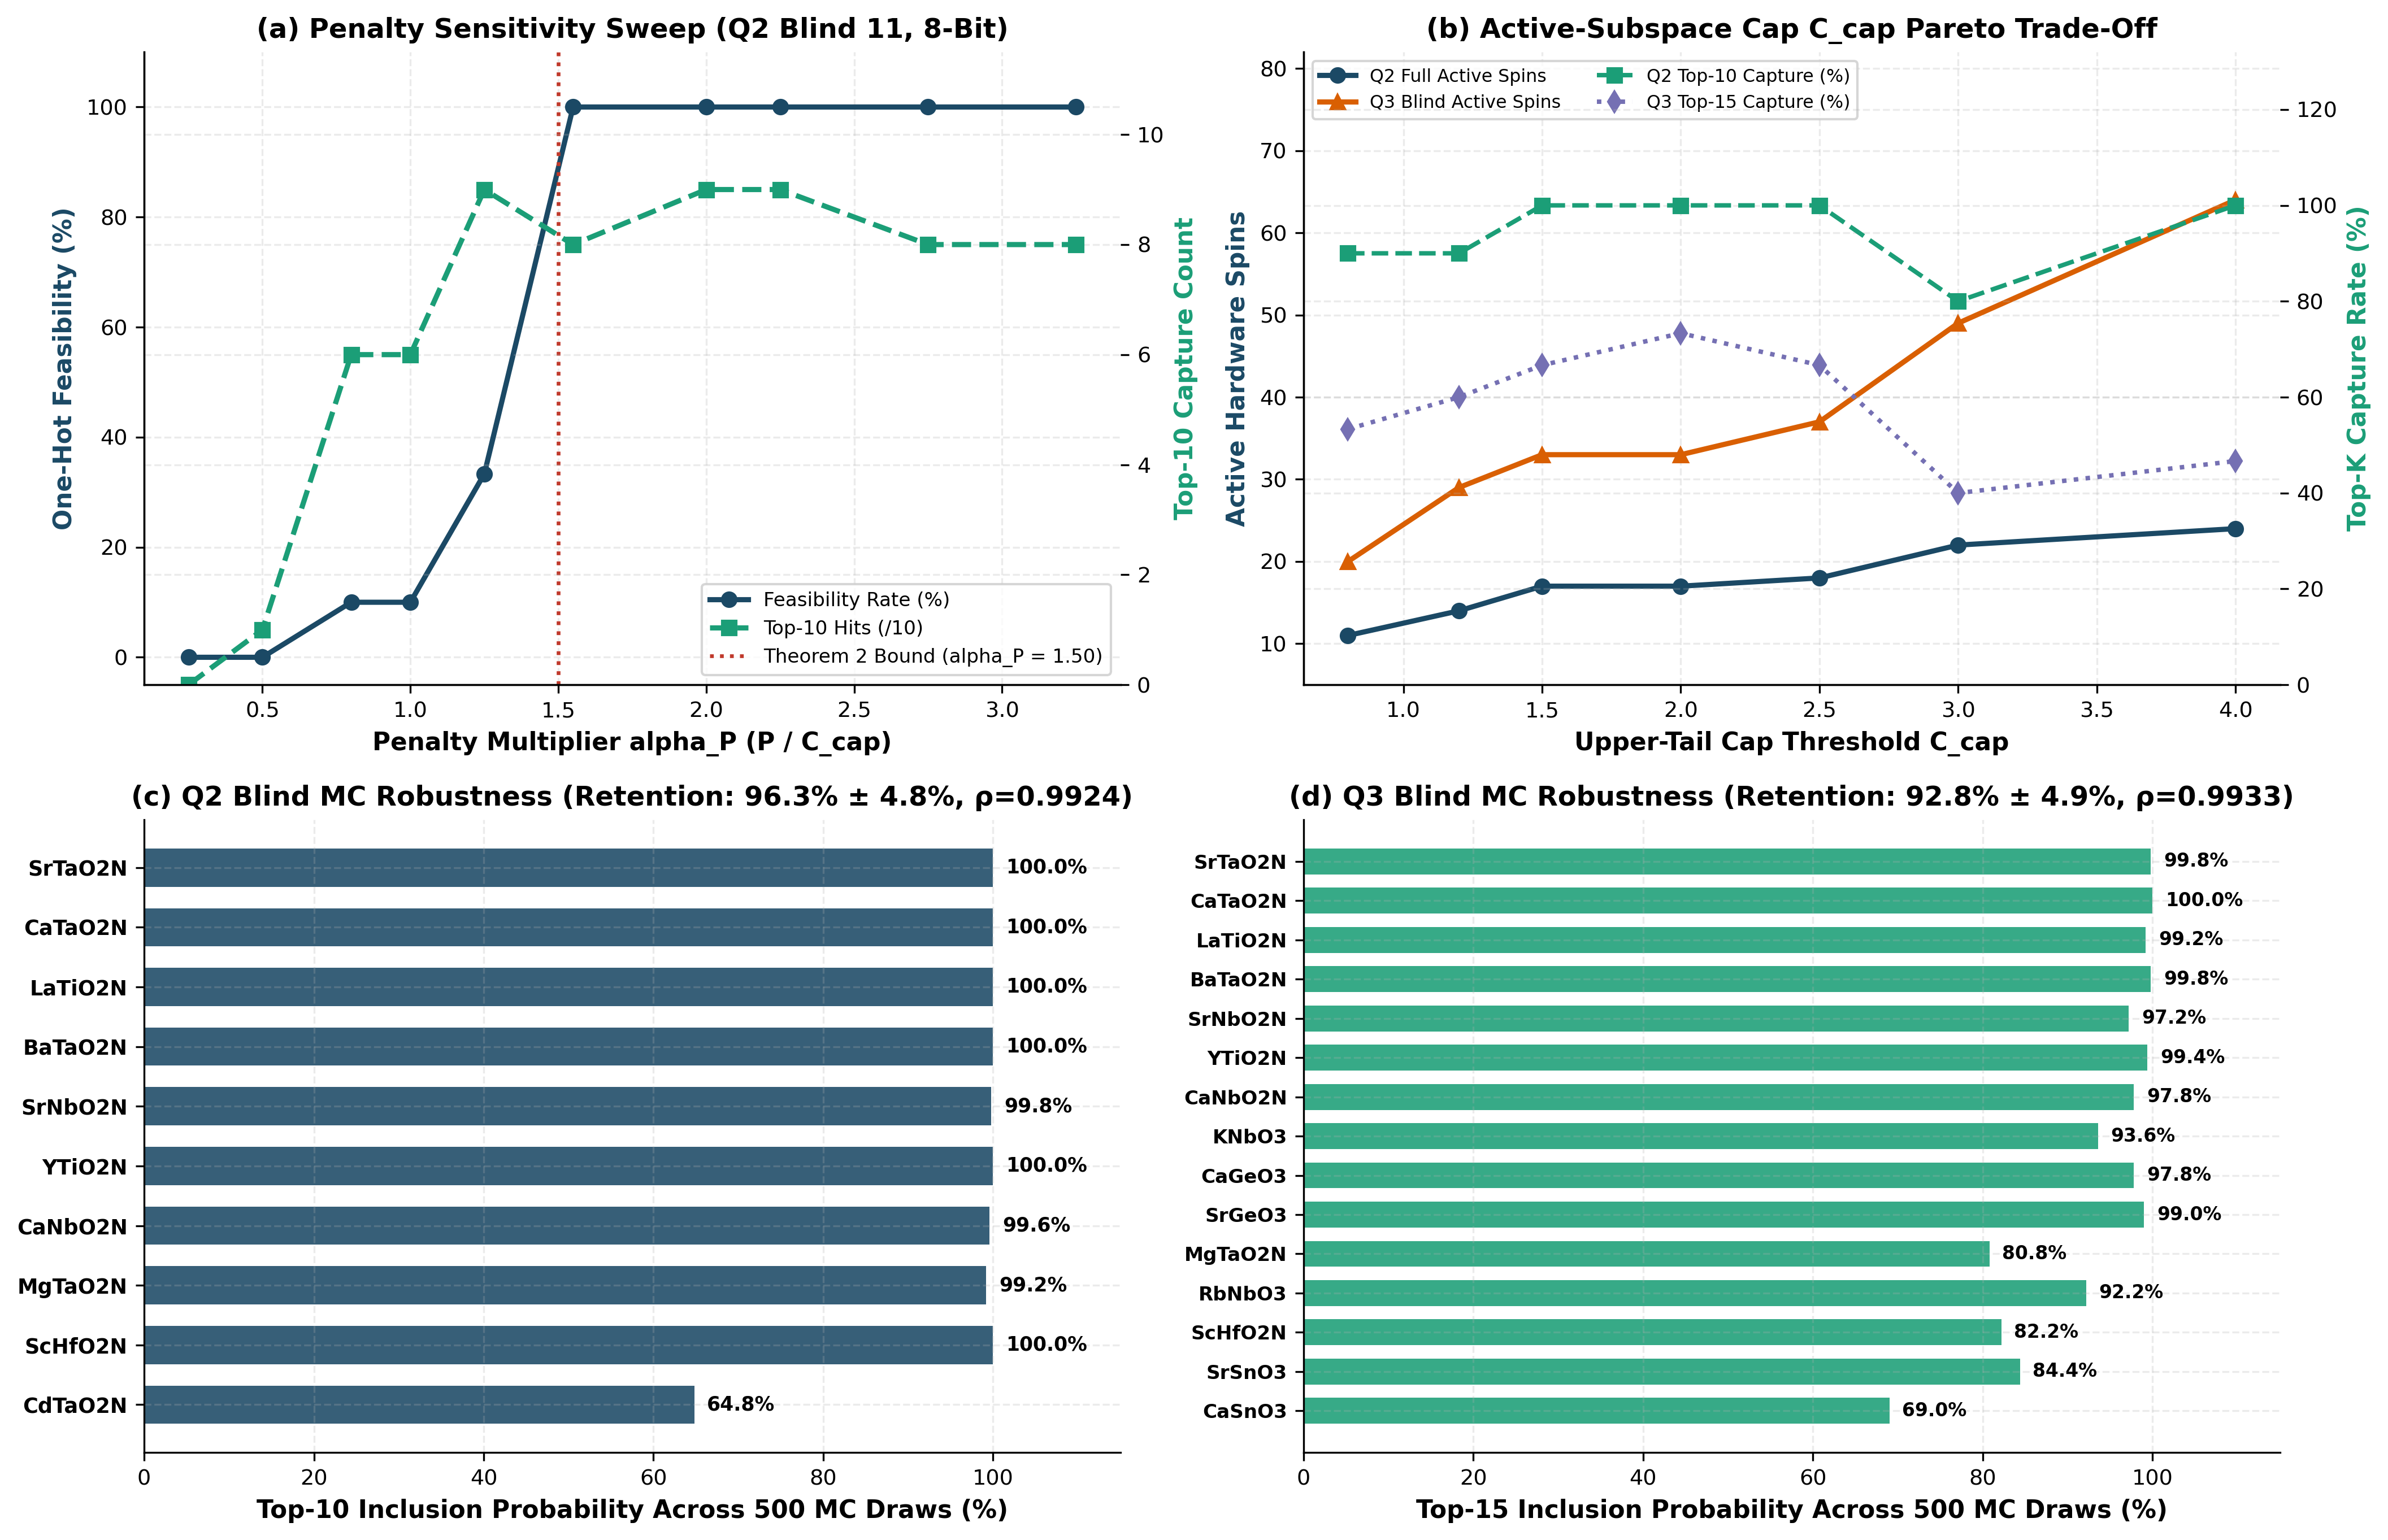 (a) Penalty Sensitivity Sweep (Q2 Blind 11, 8-Bit)
One-Hot Feasibility (%)
100
80
60
40
20
0
10
8
6
4
2
0
Top-10 Capture Count
Feasibility Rate (%)
Top-10 Hits (/10)
Theorem 2 Bound (alpha_P = 1.50)
0.5 1.0 1.5 2.0 2.5 3.0
Penalty Multiplier alpha_P (P / C_cap)
(b) Active-Subspace Cap C_cap Pareto Trade-Off
Q2 Full Active Spins
Q3 Blind Active Spins
Q2 Top-10 Capture (%)
Q3 Top-15 Capture (%)
Active Hardware Spins
80
70
60
50
40
30
20
10
120
100
80
60
40
20
0
Top-K Capture Rate (%)
1.0 1.5 2.0 2.5 3.0 3.5 4.0
Upper-Tail Cap Threshold C_cap
(c) Q2 Blind MC Robustness (Retention: 96.3% ± 4.8%, ρ=0.9924)
SrTaO2N 100.0%
CaTaO2N 100.0%
LaTiO2N 100.0%
BaTaO2N 100.0%
SrNbO2N 99.8%
YTiO2N 100.0%
CaNbO2N 99.6%
MgTaO2N 99.2%
ScHfO2N 100.0%
CdTaO2N 64.8%
0 20 40 60 80 100
Top-10 Inclusion Probability Across 500 MC Draws (%)
(d) Q3 Blind MC Robustness (Retention: 92.8% ± 4.9%, ρ=0.9933)
SrTaO2N 99.8%
CaTaO2N 100.0%
LaTiO2N 99.2%
BaTaO2N 99.8%
SrNbO2N 97.2%
YTiO2N 99.4%
CaNbO2N 97.8%
KNbO3 93.6%
CaGeO3 97.8%
SrGeO3 99.0%
MgTaO2N 80.8%
RbNbO3 92.2%
ScHfO2N 82.2%
SrSnO3 84.4%
CaSnO3 69.0%
0 20 40 60 80 100
Top-15 Inclusion Probability Across 500 MC Draws (%)